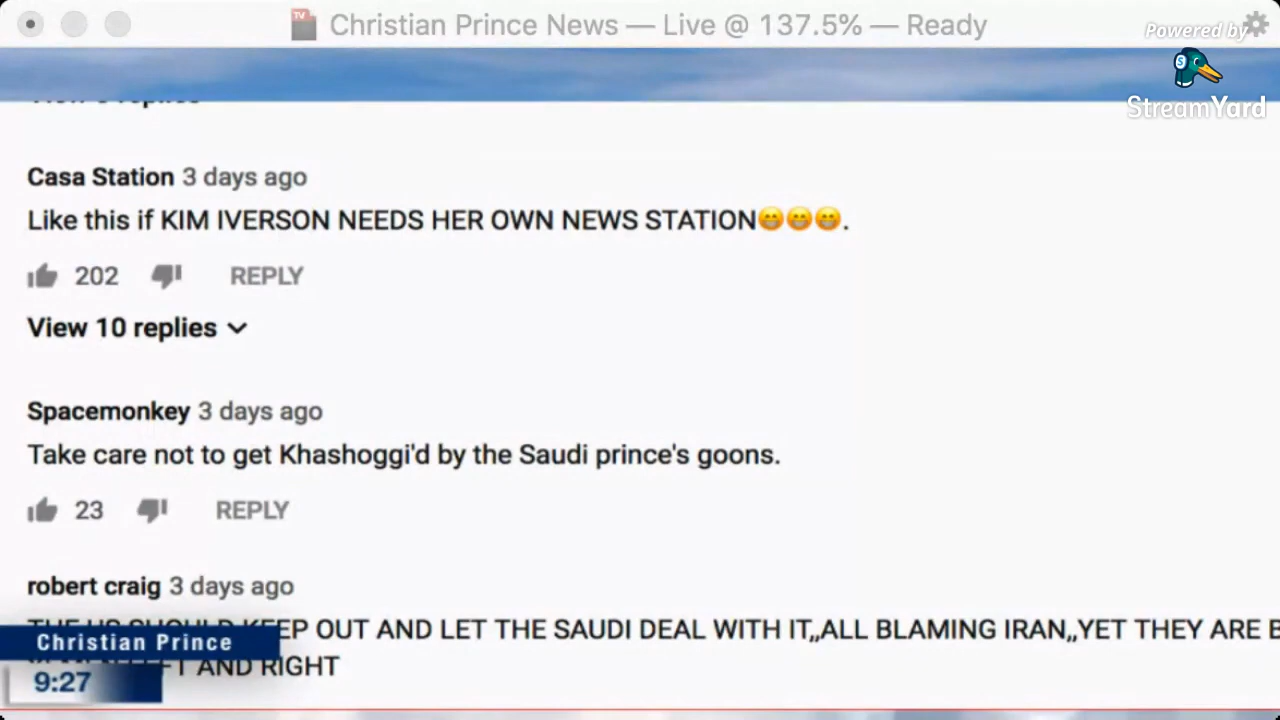 Christian Prince News — Live @ 137.5% — Ready
Powered by
StreamYard
replies
Casa Station 3 days ago
Like this if KIM IVERSON NEEDS HER OWN NEWS STATION😁😁😁.
202 REPLY
View 10 replies
Spacemonkey 3 days ago
Take care not to get Khashoggi'd by the Saudi prince's goons.
23 REPLY
robert craig 3 days ago
THE US SHOULD KEEP OUT AND LET THE SAUDI DEAL WITH IT,,ALL BLAMING IRAN,,YET THEY ARE B
AND RIGHT
Christian Prince
9:27